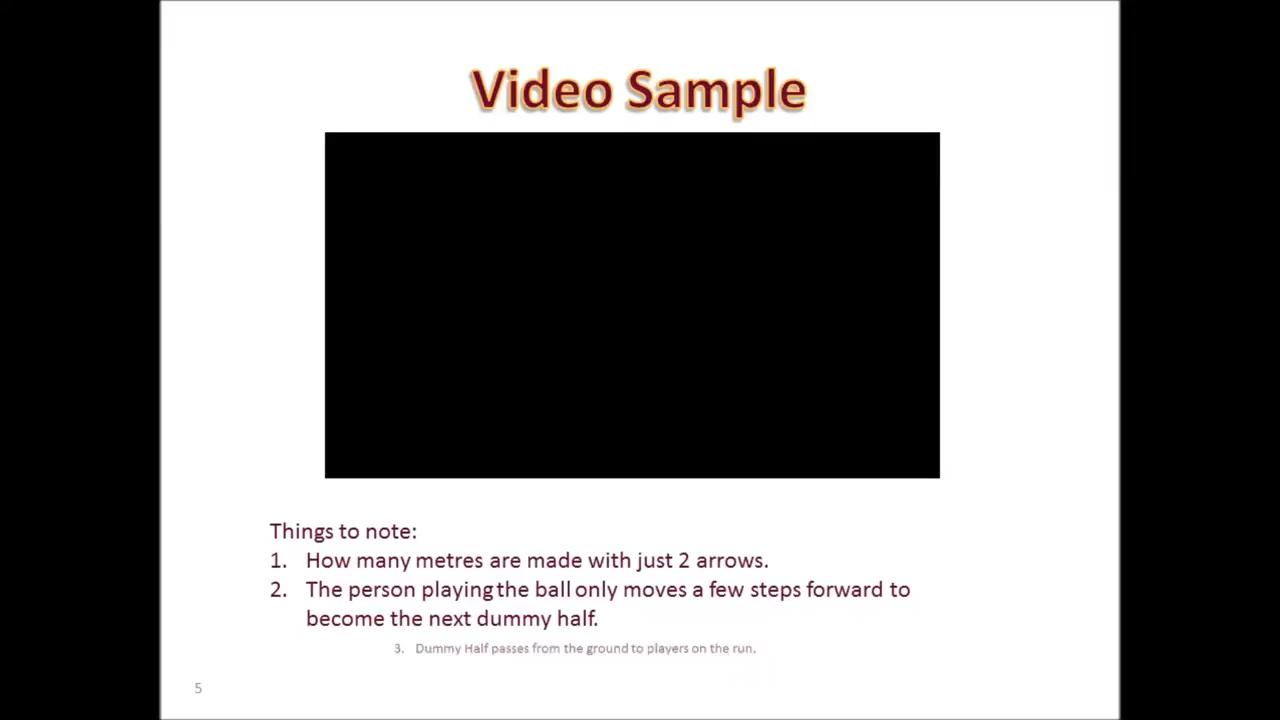 Video Sample
Things to note:
1. How many metres are made with just 2 arrows.
2. The person playing the ball only moves a few steps forward to
become the next dummy half.
3. Dummy Half passes from the ground to players on the run.
5